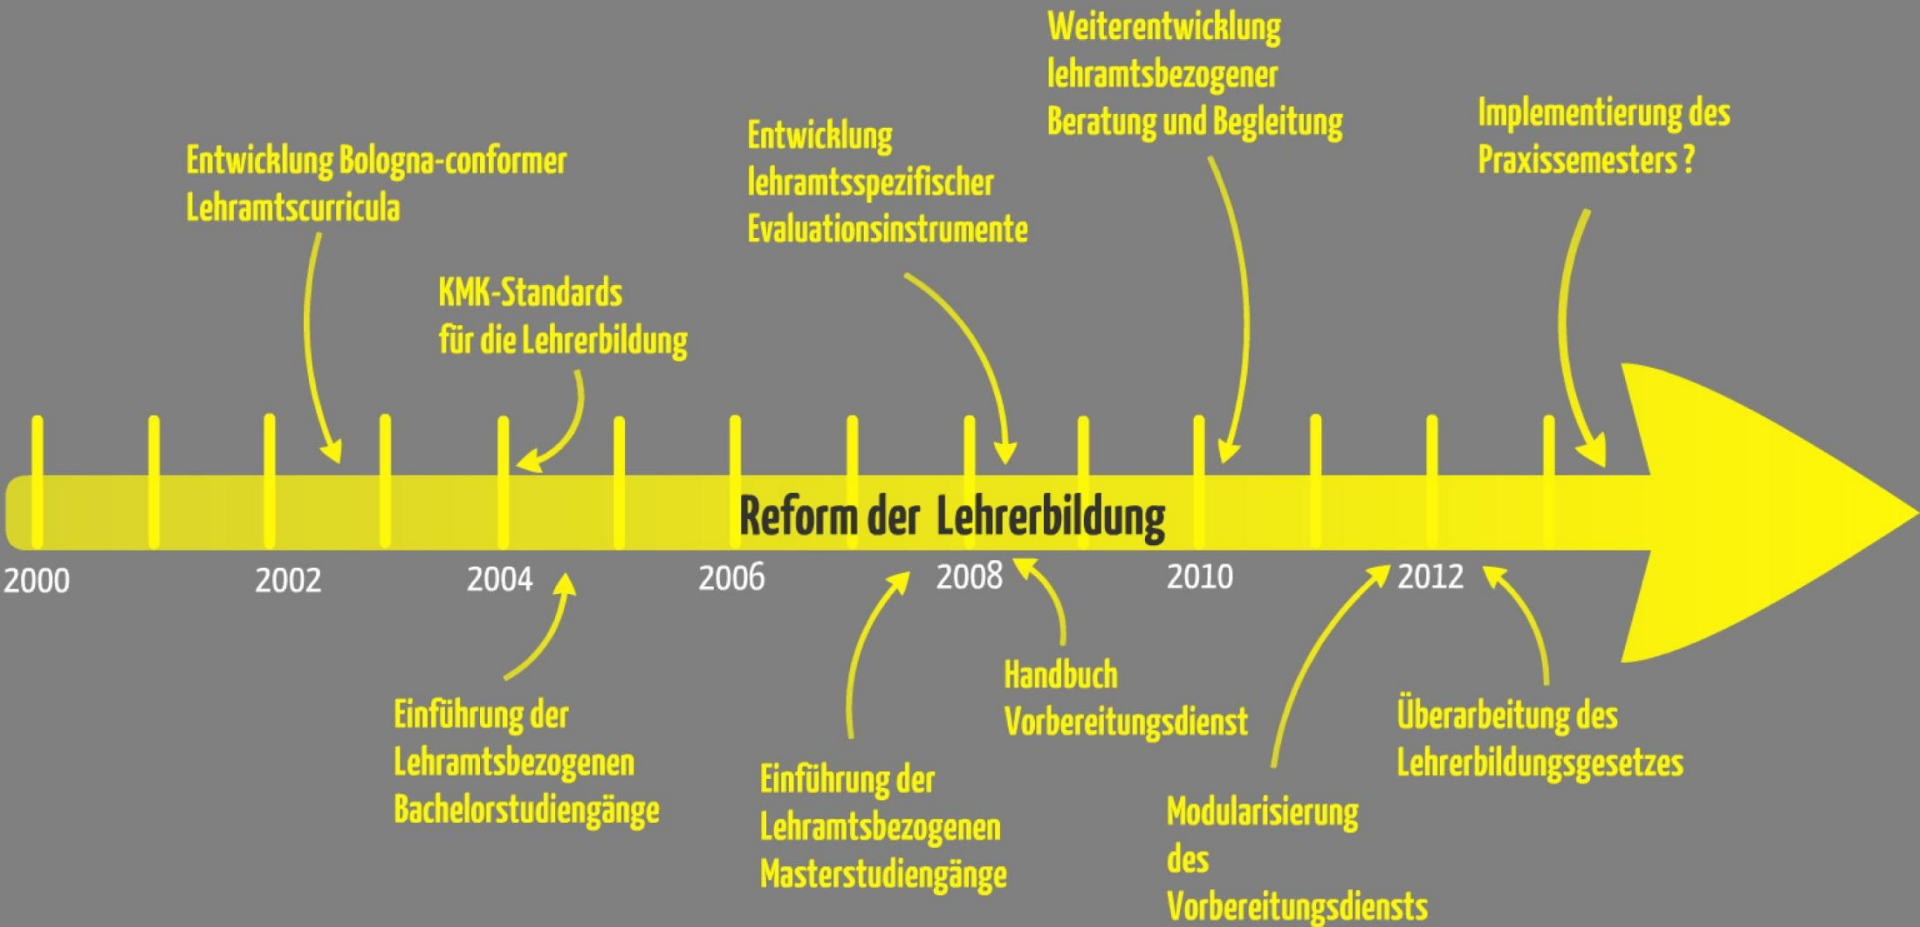 Weiterentwicklung
lehramtsbezogener
Beratung und Begleitung
Implementierung des
Praxissemesters ?
Entwicklung
lehramtsspezifischer
Evaluationsinstrumente
Entwicklung Bologna-conformer
Lehramtscurricula
KMK-Standards
für die Lehrerbildung
Reform der Lehrerbildung
2000 2002 2004 2006 2008 2010 2012
Einführung der
Lehramtsbezogenen
Bachelorstudiengänge
Einführung der
Lehramtsbezogenen
Masterstudiengänge
Handbuch
Vorbereitungsdienst
Modularisierung
des
Vorbereitungsdiensts
Überarbeitung des
Lehrerbildungsgesetzes